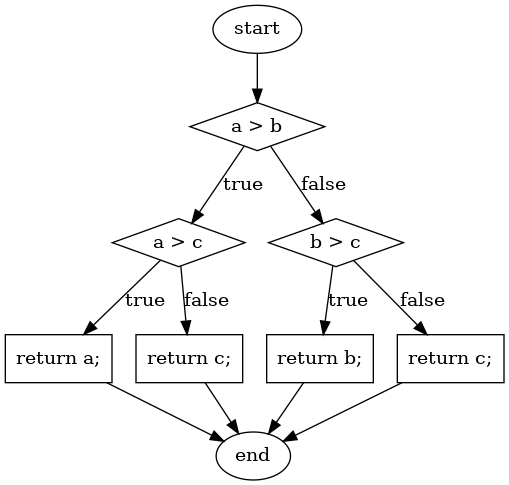 start
a > b
true
false
a > c
b > c
true
false
true
false
return a;
return c;
return b;
return c;
end